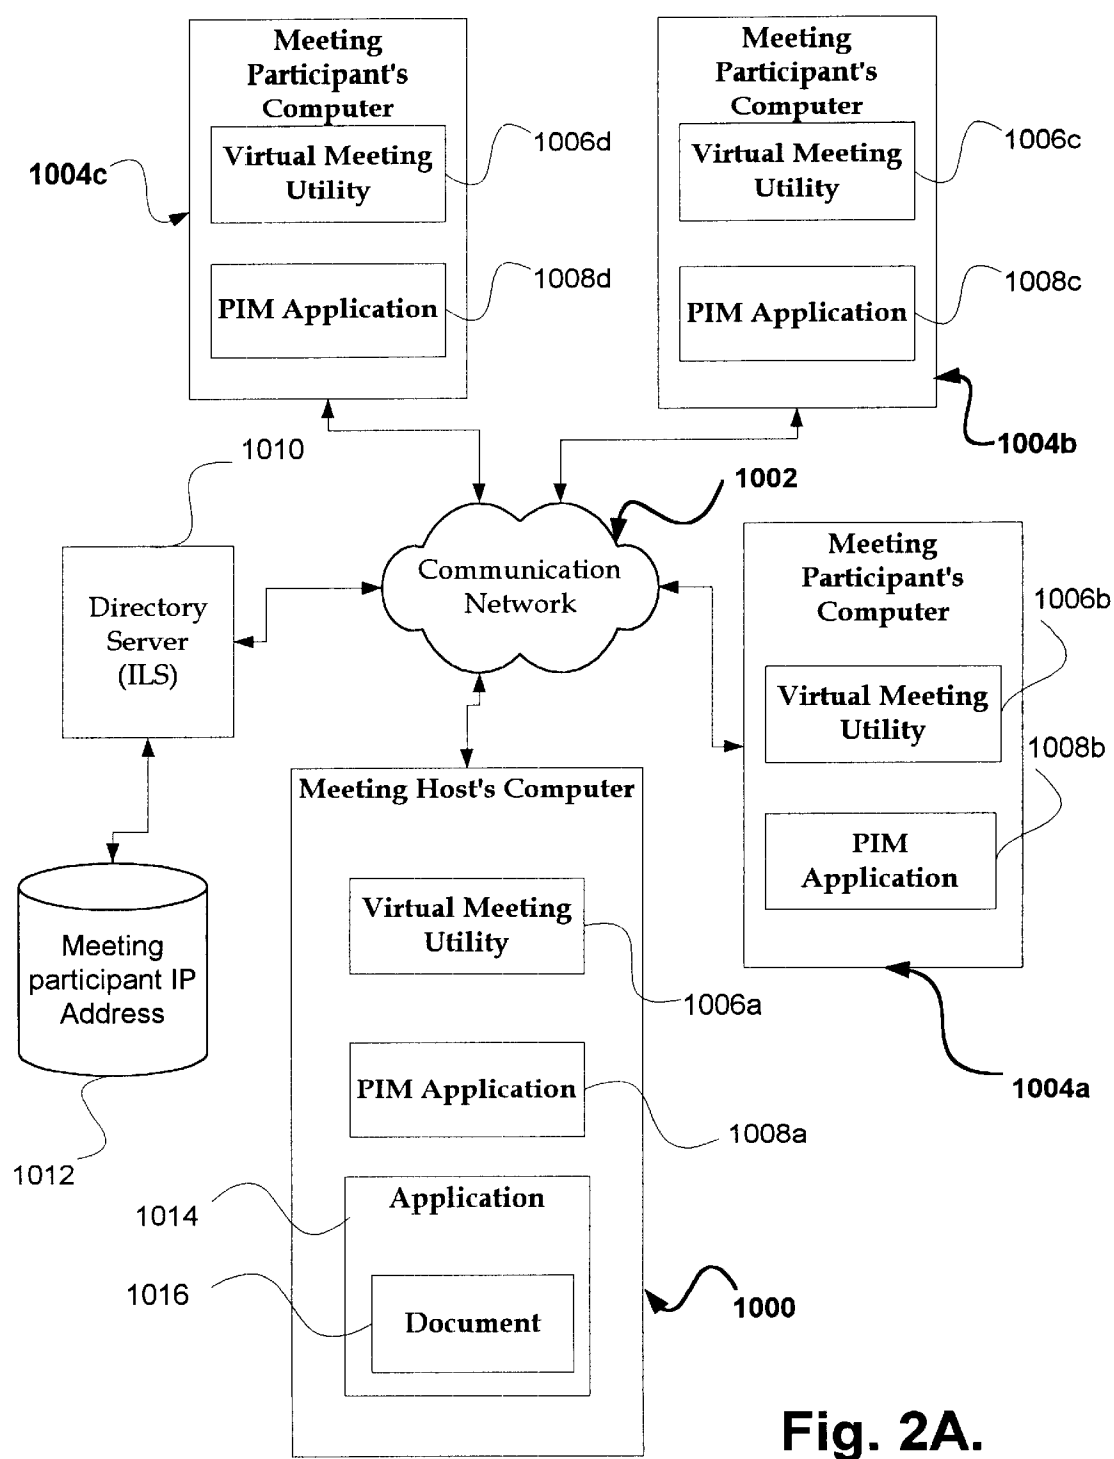 Meeting
Participant's
Computer
Virtual Meeting
Utility
PIM Application
1004c
1006d
1008d
Meeting
Participant's
Computer
Virtual Meeting
Utility
PIM Application
1006c
1008c
1004b
1010
1002
Directory
Server
(ILS)
Communication
Network
Meeting
Participant's
Computer
Virtual Meeting
Utility
PIM
Application
1006b
1008b
1004a
Meeting
participant IP
Address
1012
Meeting Host's Computer
Virtual Meeting
Utility
1006a
PIM Application
1008a
Application
1014
Document
1016
1000
Fig. 2A.